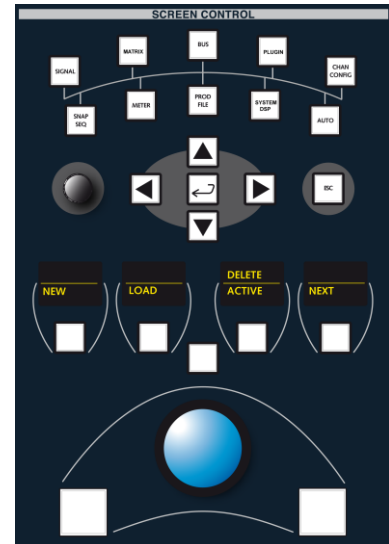 SCREEN CONTROL
BUS
MATRIX
PLUGIN
SIGNAL
CHAN
CONFIG
SNAP
SEQ
METER
PROD
FILE
SYSTEM
DSP
AUTO
ESC
DELETE
NEW
LOAD
ACTIVE
NEXT